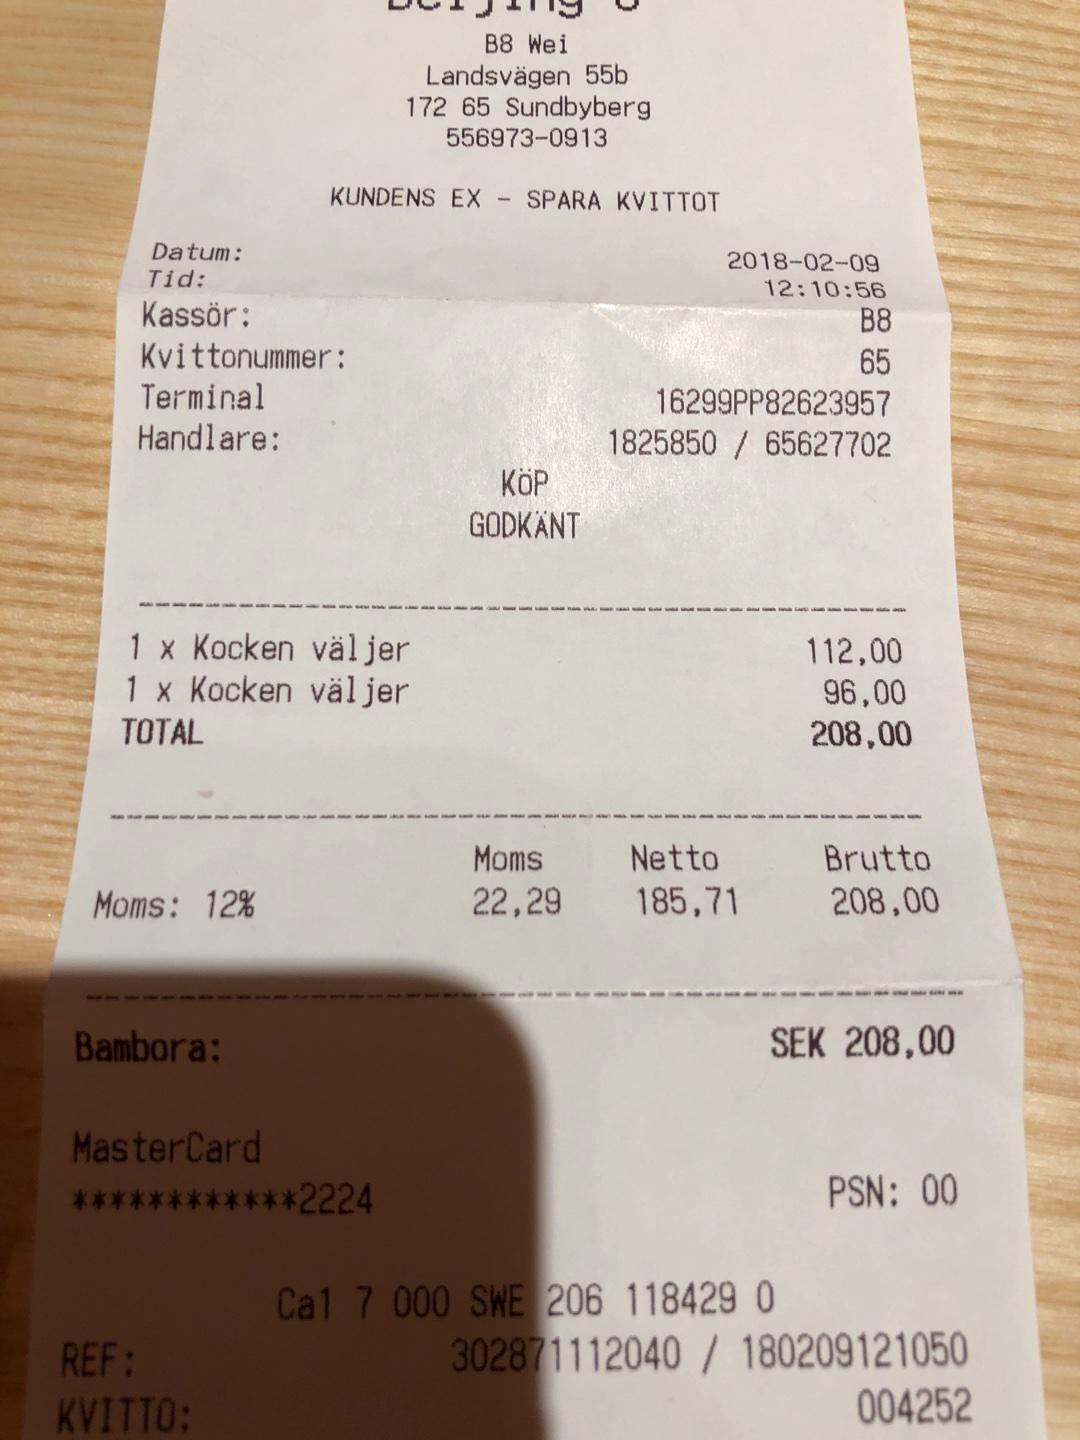 Beijing 8
B8 Wei
Landsvägen 55b
172 65 Sundbyberg
556973-0913
KUNDENS EX - SPARA KVITTOT
Datum: 2018-02-09
Tid: 12:10:56
Kassör: B8
Kvittonummer: 65
Terminal 16299PP82623957
Handlare: 1825850 / 65627702
KöP
GODKÄNT
1 x Kocken väljer 112,00
1 x Kocken väljer 96,00
TOTAL 208,00
Moms Netto Brutto
Moms: 12% 22,29 185,71 208,00
Bambora: SEK 208,00
MasterCard
************2224 PSN: 00
Ca1 7 000 SWE 206 118429 0
REF: 302871112040 / 180209121050
KVITTO: 004252